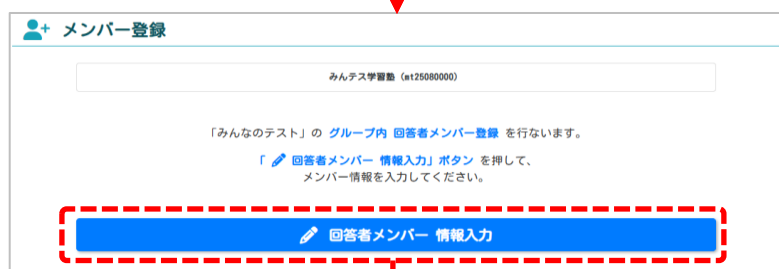 メンバー登録
みんテス学習塾（mt25080000）
「みんなのテスト」の グループ内 回答者メンバー登録 を行ないます。
「 回答者メンバー 情報入力」ボタン を押して、
メンバー情報を入力してください。
回答者メンバー 情報入力